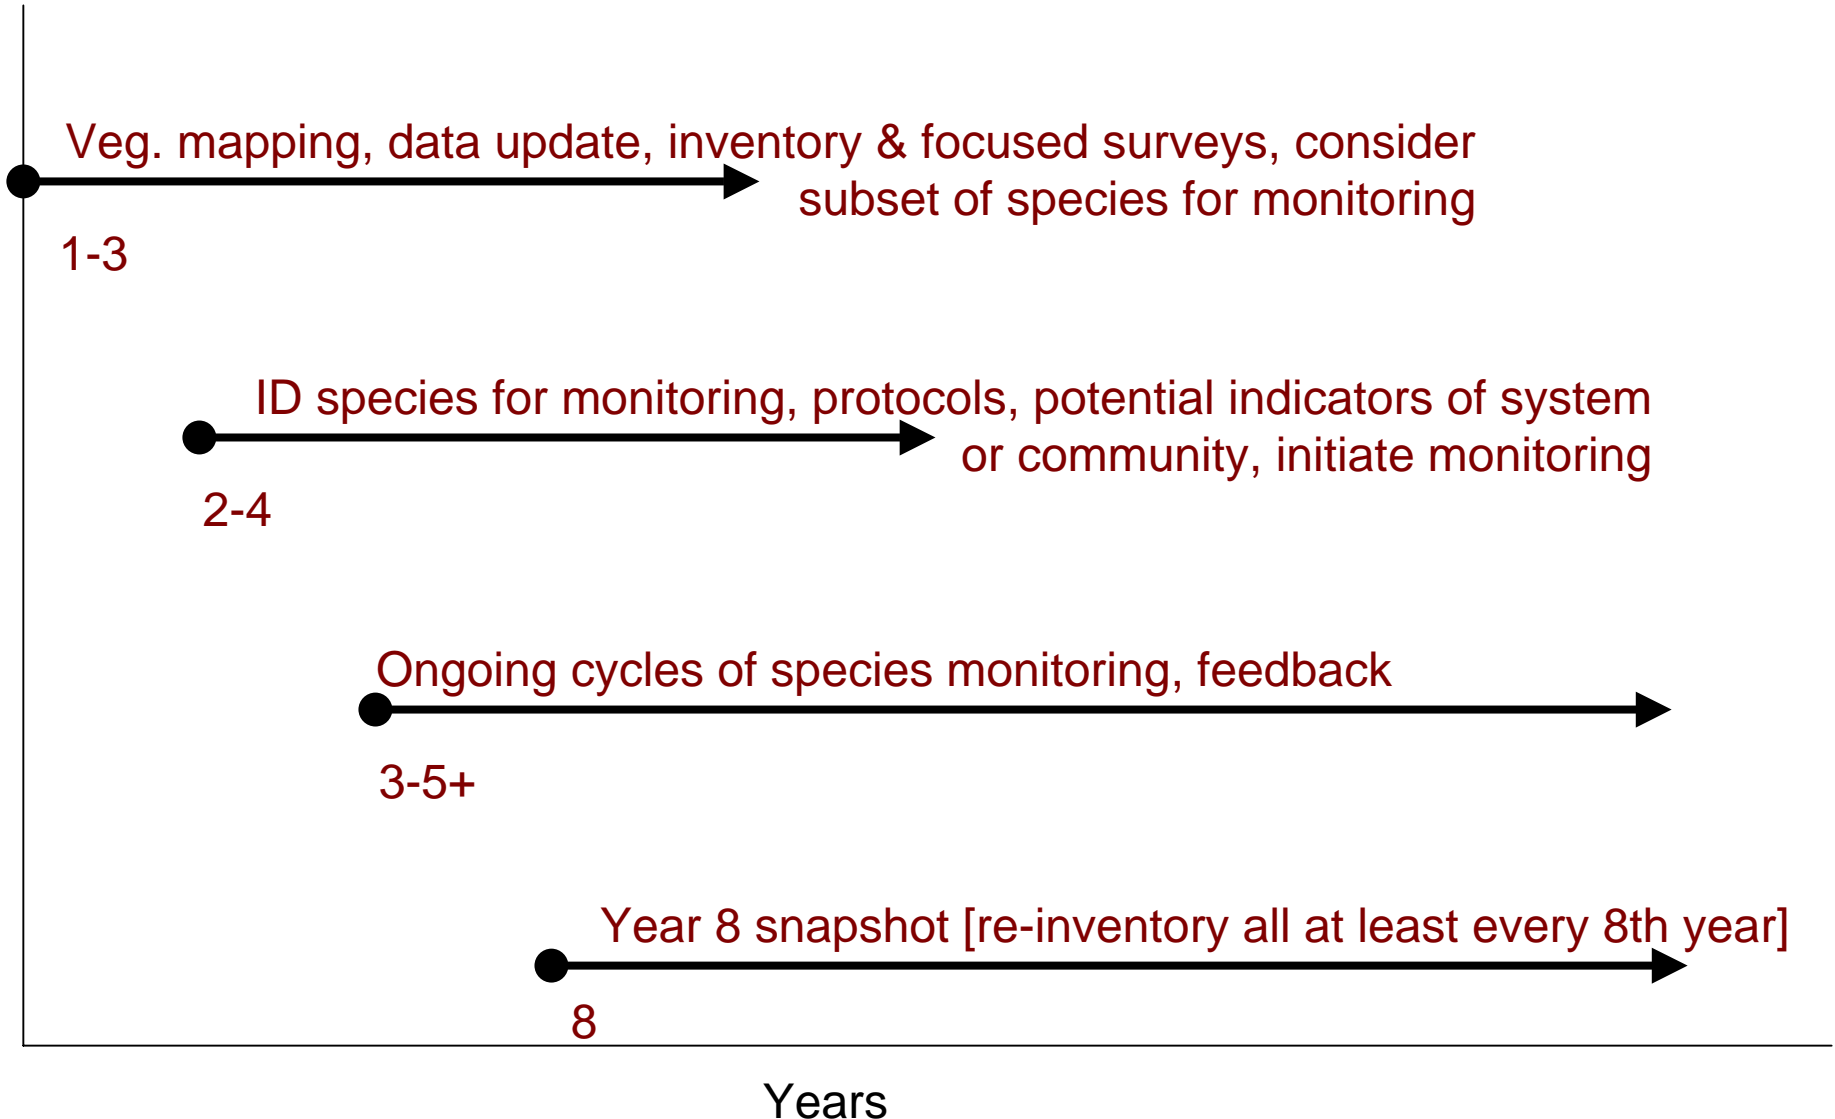 Veg. mapping, data update, inventory & focused surveys, consider
subset of species for monitoring
1-3
ID species for monitoring, protocols, potential indicators of system
or community, initiate monitoring
2-4
Ongoing cycles of species monitoring, feedback
3-5+
Year 8 snapshot [re-inventory all at least every 8th year]
8
Years